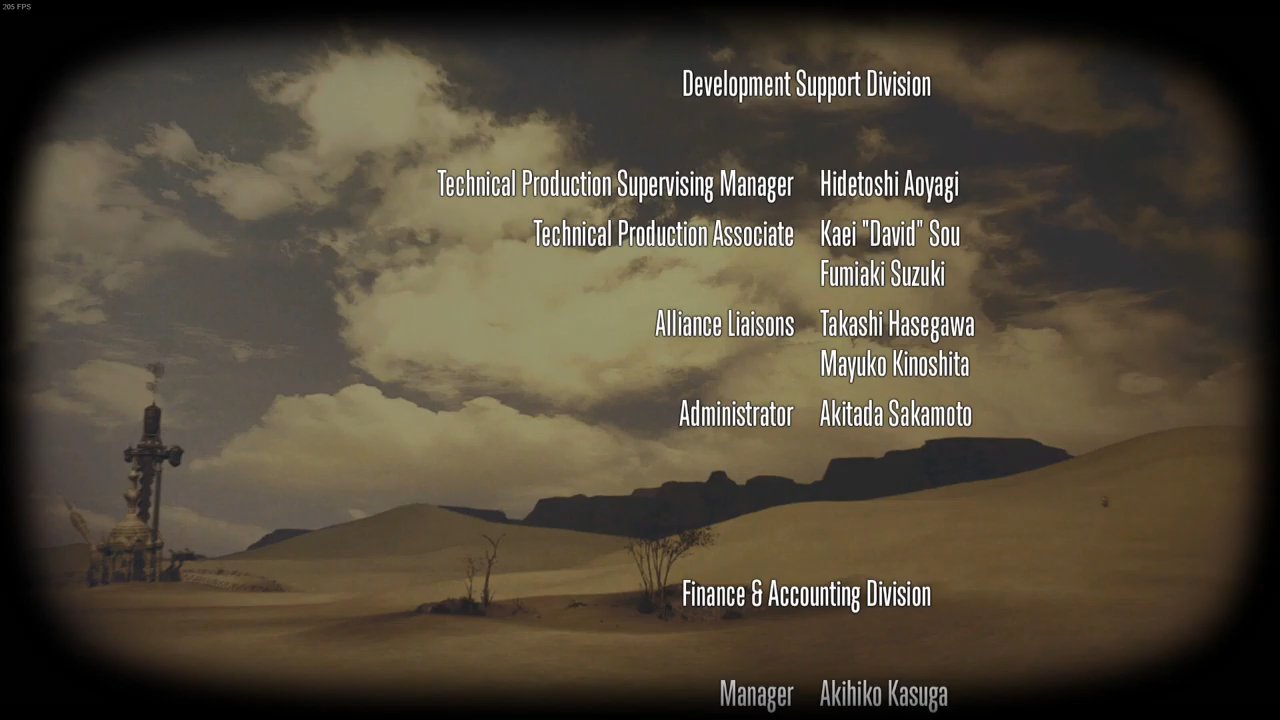 205 FPS
Development Support Division
Technical Production Supervising Manager Hidetoshi Aoyagi
Technical Production Associate Kaei "David" Sou
Fumiaki Suzuki
Alliance Liaisons Takashi Hasegawa
Mayuko Kinoshita
Administrator Akitada Sakamoto
Finance & Accounting Division
Manager Akihiko Kasuga